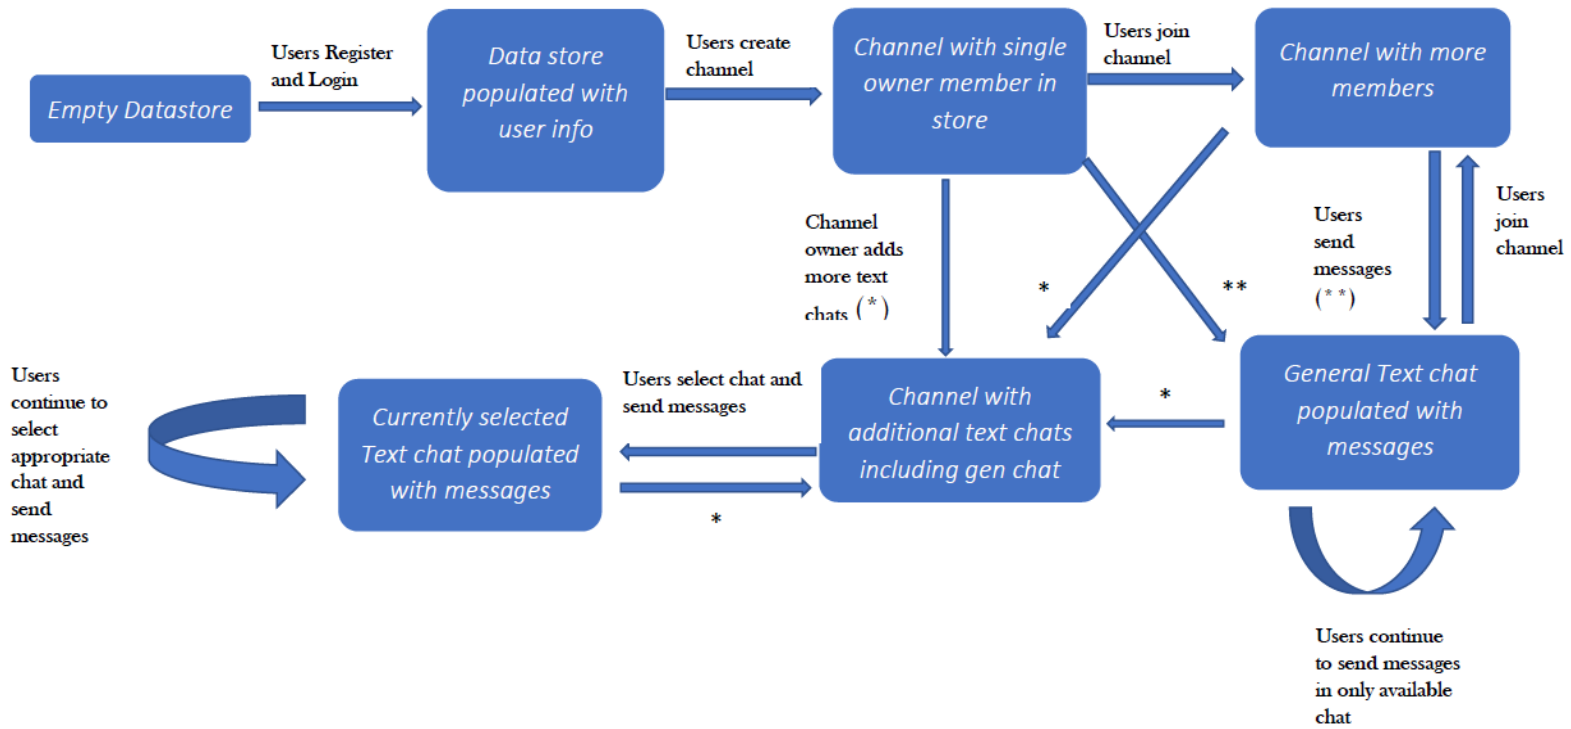 Users Register
and Login
Empty Datastore
Data store
populated with
user info
Users create
channel
Channel with single
owner member in
store
Users join
channel
Channel with more
members
Channel
owner adds
more text
chats (*)
*
**
Users
send
messages
(**)
Users
join
channel
Users
continue to
select
appropriate
chat and
send
messages
Currently selected
Text chat populated
with messages
Users select chat and
send messages
*
Channel with
additional text chats
including gen chat
*
General Text chat
populated with
messages
Users continue
to send messages
in only available
chat